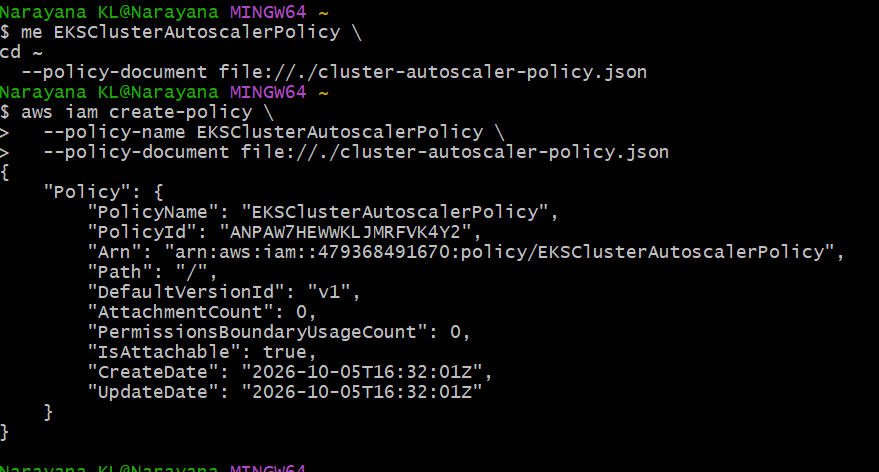 Narayana KL@Narayana MINGW64 ~
$ me EKSClusterAutoscalerPolicy \
cd ~
  --policy-document file://./cluster-autoscaler-policy.json
Narayana KL@Narayana MINGW64 ~
$ aws iam create-policy \
>   --policy-name EKSClusterAutoscalerPolicy \
>   --policy-document file://./cluster-autoscaler-policy.json
{
    "Policy": {
        "PolicyName": "EKSClusterAutoscalerPolicy",
        "PolicyId": "ANPAW7HEWWKLJMRFVK4Y2",
        "Arn": "arn:aws:iam::479368491670:policy/EKSClusterAutoscalerPolicy",
        "Path": "/",
        "DefaultVersionId": "v1",
        "AttachmentCount": 0,
        "PermissionsBoundaryUsageCount": 0,
        "IsAttachable": true,
        "CreateDate": "2026-10-05T16:32:01Z",
        "UpdateDate": "2026-10-05T16:32:01Z"
    }
}
Narayana KL@Narayana MINGW64